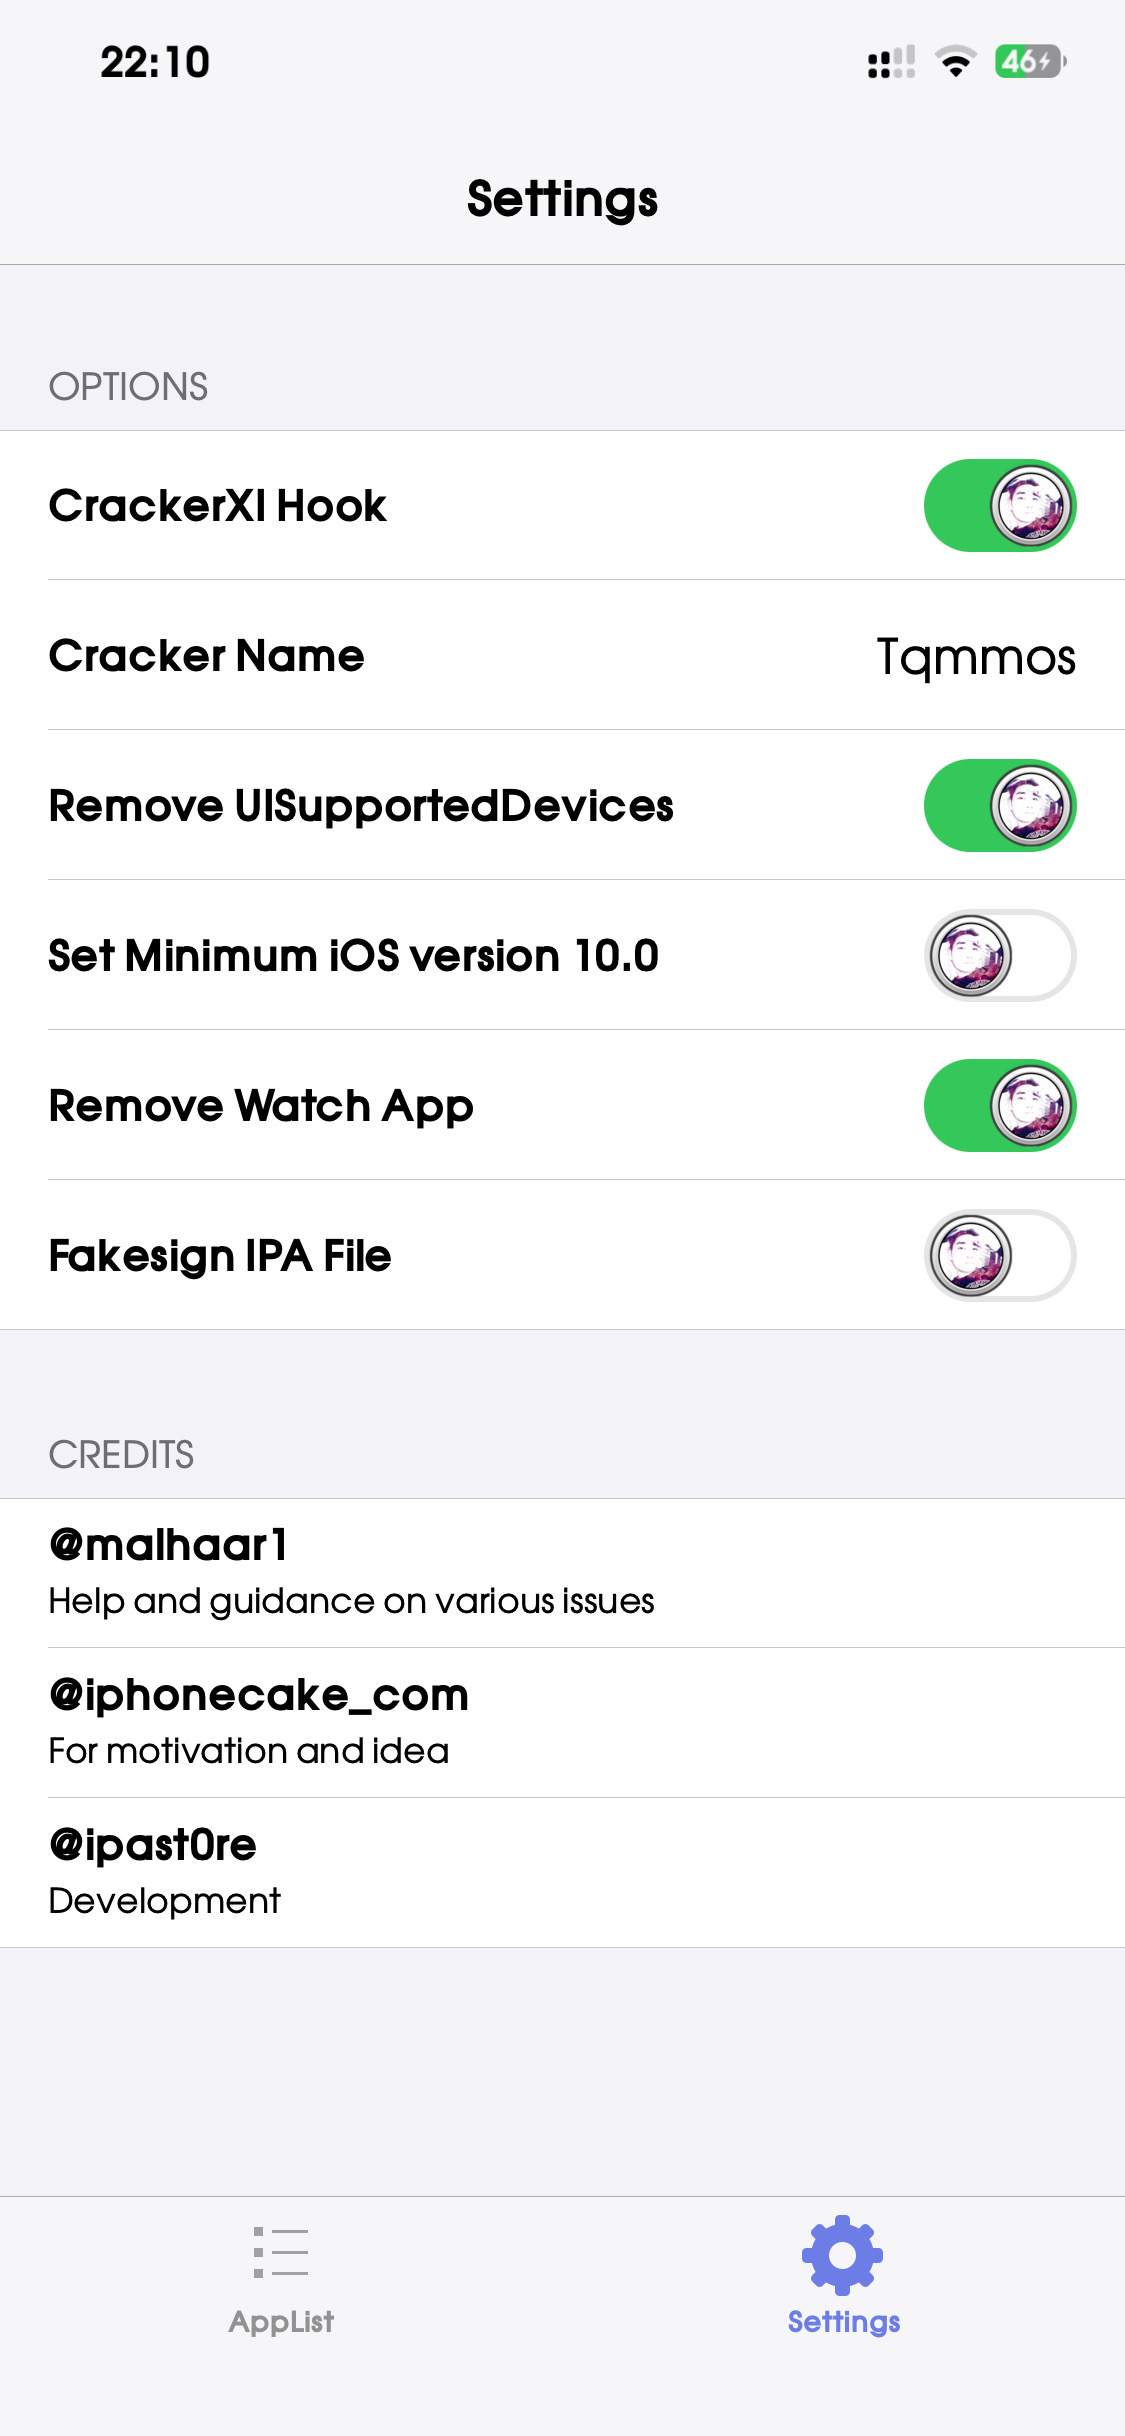 22:10
46
Settings
OPTIONS
CrackerXI Hook
Cracker Name
Tqmmos
Remove UISupportedDevices
Set Minimum iOS version 10.0
Remove Watch App
Fakesign IPA File
CREDITS
@malhaar1
Help and guidance on various issues
@iphonecake_com
For motivation and idea
@ipast0re
Development
AppList
Settings